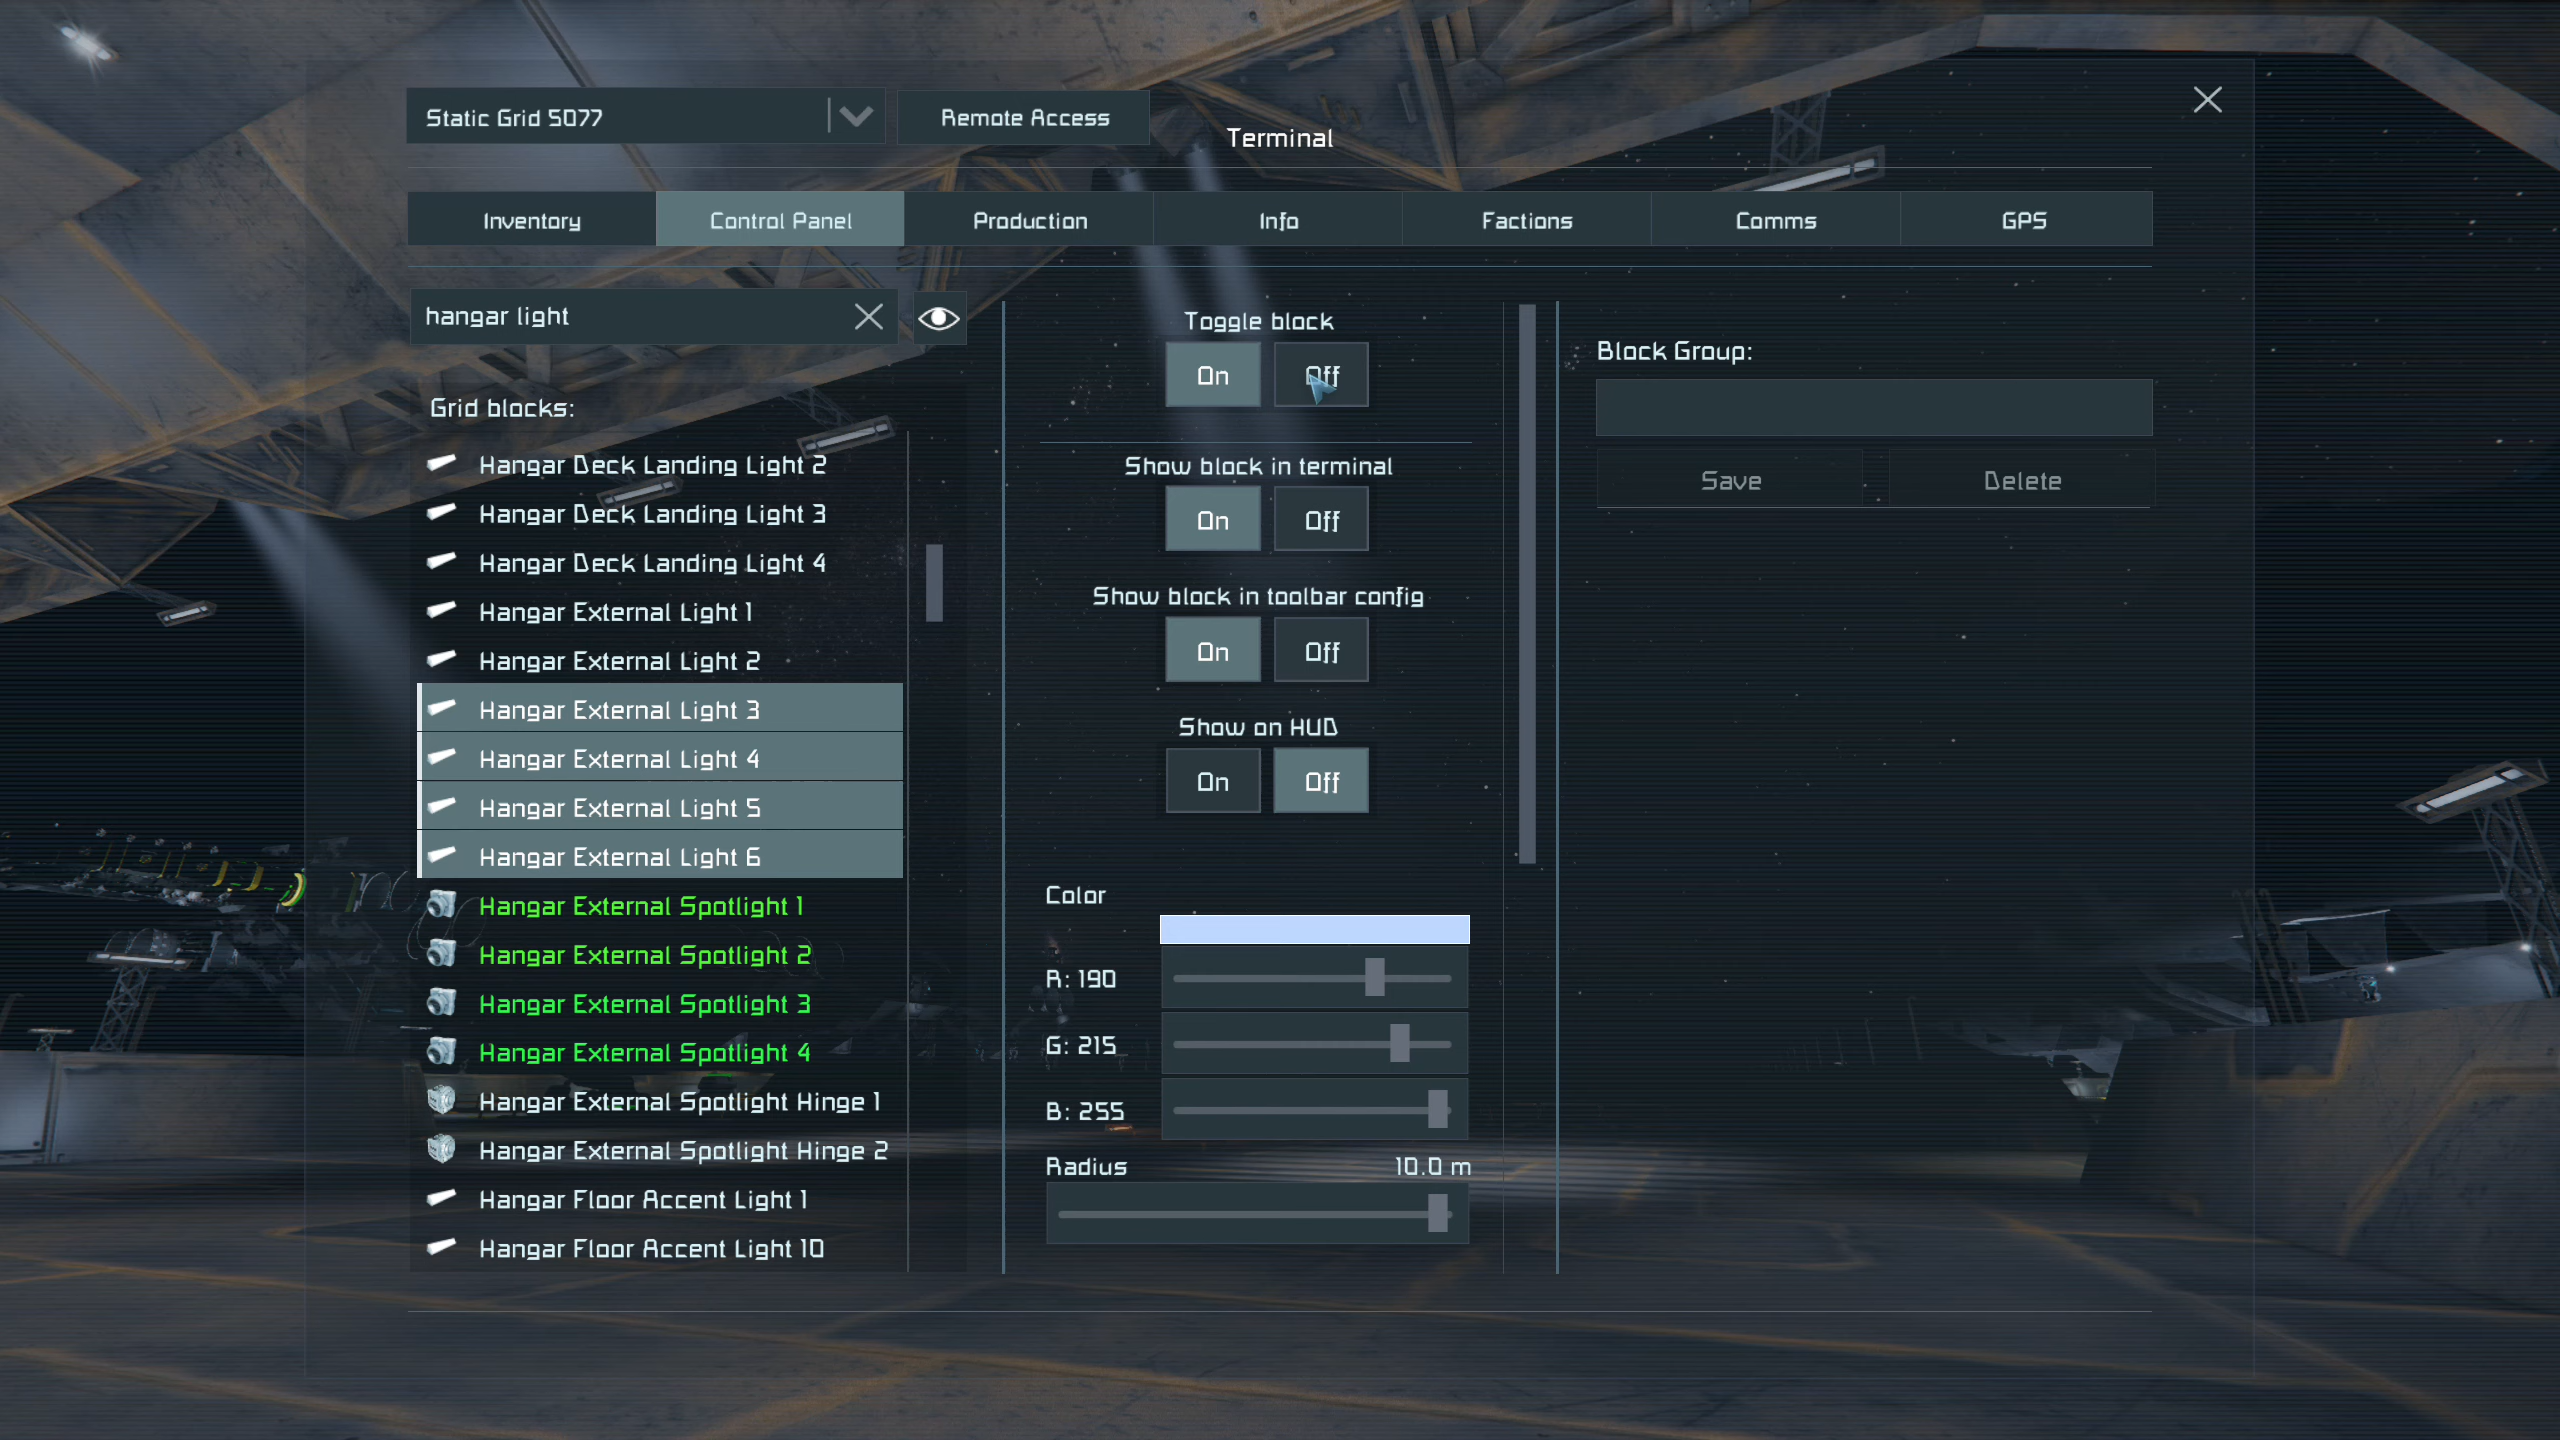 Static Grid 5077
Remote Access
Terminal
Inventory
Control Panel
Production
Info
Factions
Comms
GPS
hangar light
Grid blocks:
Hangar Deck Landing Light 2
Hangar Deck Landing Light 3
Hangar Deck Landing Light 4
Hangar External Light 1
Hangar External Light 2
Hangar External Light 3
Hangar External Light 4
Hangar External Light 5
Hangar External Light 6
Hangar External Spotlight 1
Hangar External Spotlight 2
Hangar External Spotlight 3
Hangar External Spotlight 4
Hangar External Spotlight Hinge 1
Hangar External Spotlight Hinge 2
Hangar Floor Accent Light 1
Hangar Floor Accent Light 10
Toggle block
On Off
Show block in terminal
On Off
Show block in toolbar config
On Off
Show on HUD
On Off
Color
R: 190
G: 215
B: 255
Radius 10.0 m
Block Group:
Save Delete